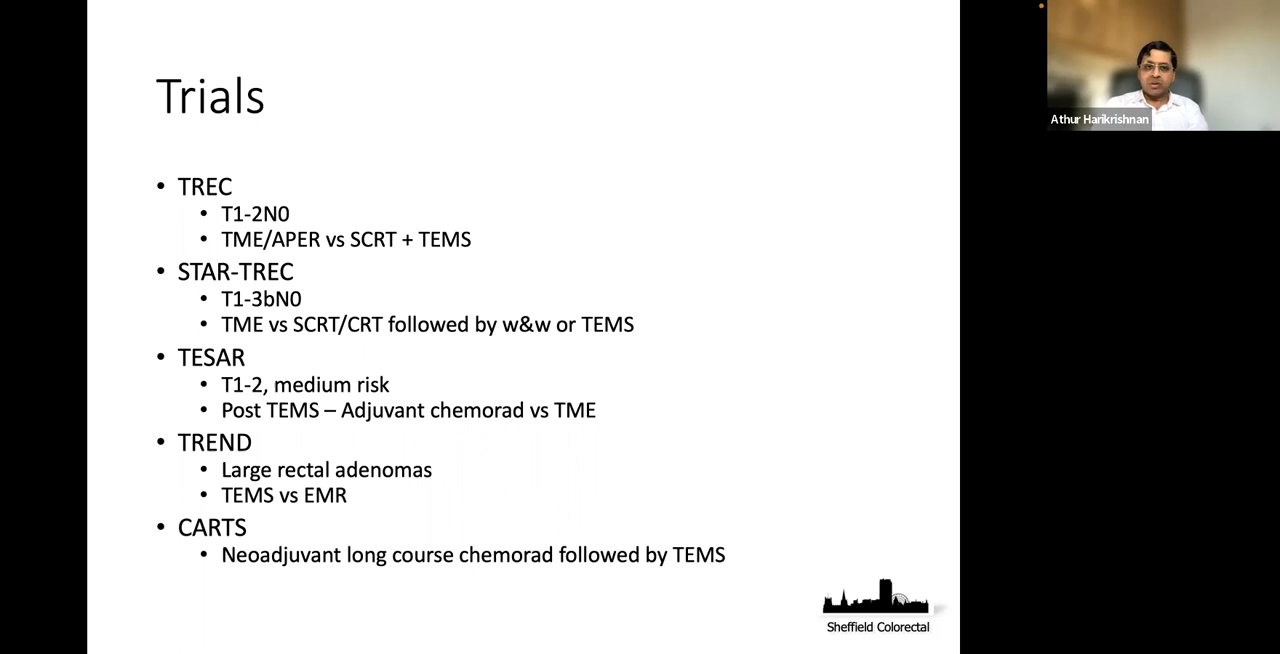 Trials
• TREC
• T1-2N0
• TME/APER vs SCRT + TEMS
• STAR-TREC
• T1-3bN0
• TME vs SCRT/CRT followed by w&w or TEMS
• TESAR
• T1-2, medium risk
• Post TEMS – Adjuvant chemorad vs TME
• TREND
• Large rectal adenomas
• TEMS vs EMR
• CARTS
• Neoadjuvant long course chemorad followed by TEMS
Sheffield Colorectal
Athur Harikrishnan